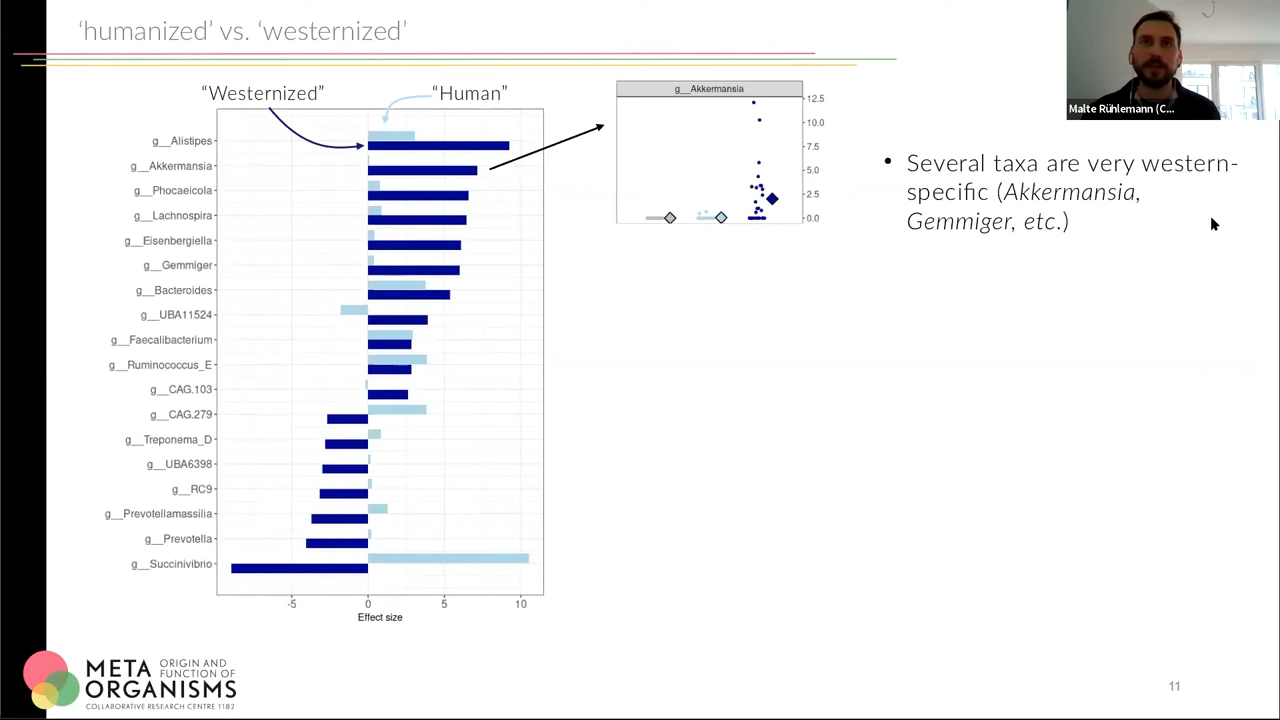 ‘humanized’ vs. ‘westernized’
Malte Rühlemann (C...
“Westernized”
“Human”
g__Alistipes
g__Akkermansia
g__Phocaeicola
g__Lachnospira
g__Eisenbergiella
g__Gemmiger
g__Bacteroides
g__UBA11524
g__Faecalibacterium
g__Ruminococcus_E
g__CAG.103
g__CAG.279
g__Treponema_D
g__UBA6398
g__RC9
g__Prevotellamassilia
g__Prevotella
g__Succinivibrio
-5 0 5 10
Effect size
g__Akkermansia
12.5
10.0
7.5
5.0
2.5
0.0
• Several taxa are very western-
specific (Akkermansia,
Gemmiger, etc.)
META ORIGIN AND
FUNCTION OF
ORGANISMS
COLLABORATIVE RESEARCH CENTRE 1182
11